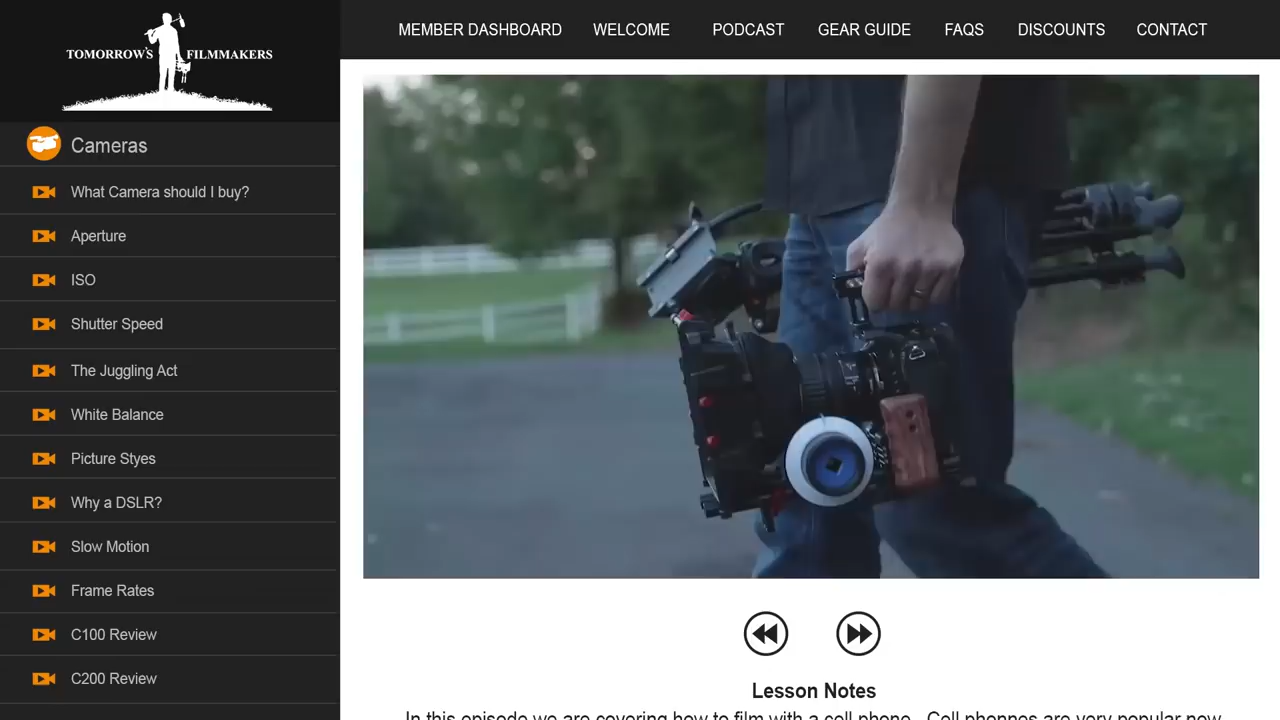 TOMORROW'S FILMMAKERS
MEMBER DASHBOARD WELCOME PODCAST GEAR GUIDE FAQS DISCOUNTS CONTACT
Cameras
What Camera should I buy?
Aperture
ISO
Shutter Speed
The Juggling Act
White Balance
Picture Styes
Why a DSLR?
Slow Motion
Frame Rates
C100 Review
C200 Review
Lesson Notes
In this episode we are covering how to film with a cell phone. Cell phonnes are very popular now